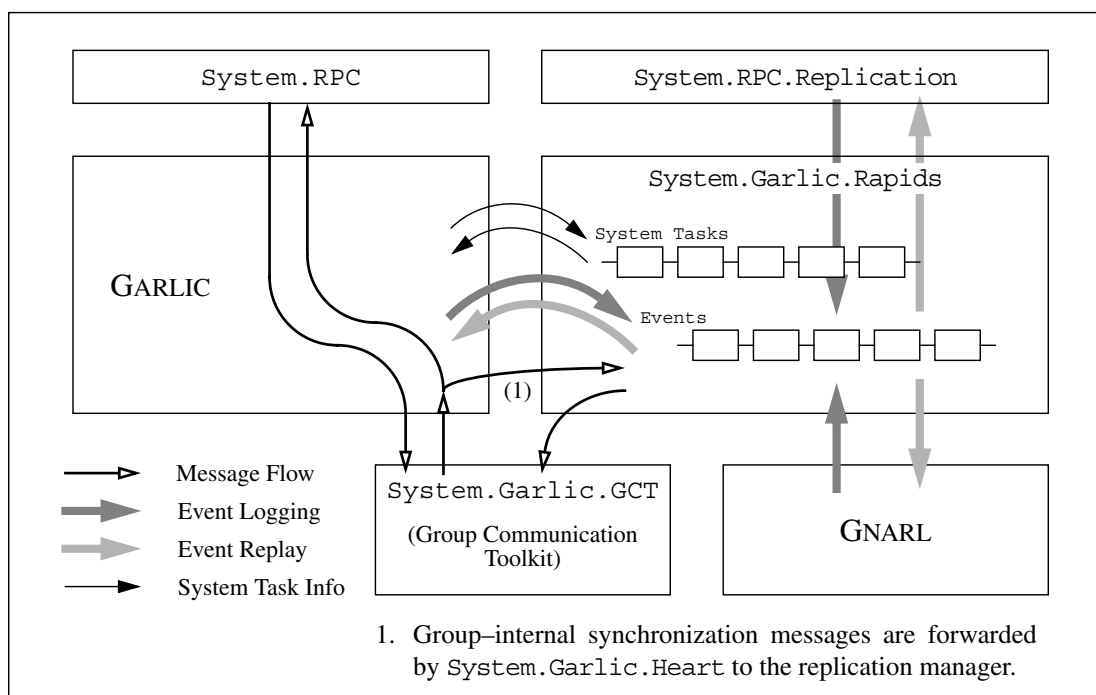 System.RPC
System.RPC.Replication
System.Garlic.Rapids
System Tasks
GARLIC
Events
(1)
Message Flow
Event Logging
Event Replay
System Task Info
System.Garlic.GCT
(Group Communication
Toolkit)
GNARL
1. Group–internal synchronization messages are forwarded
by System.Garlic.Heart to the replication manager.